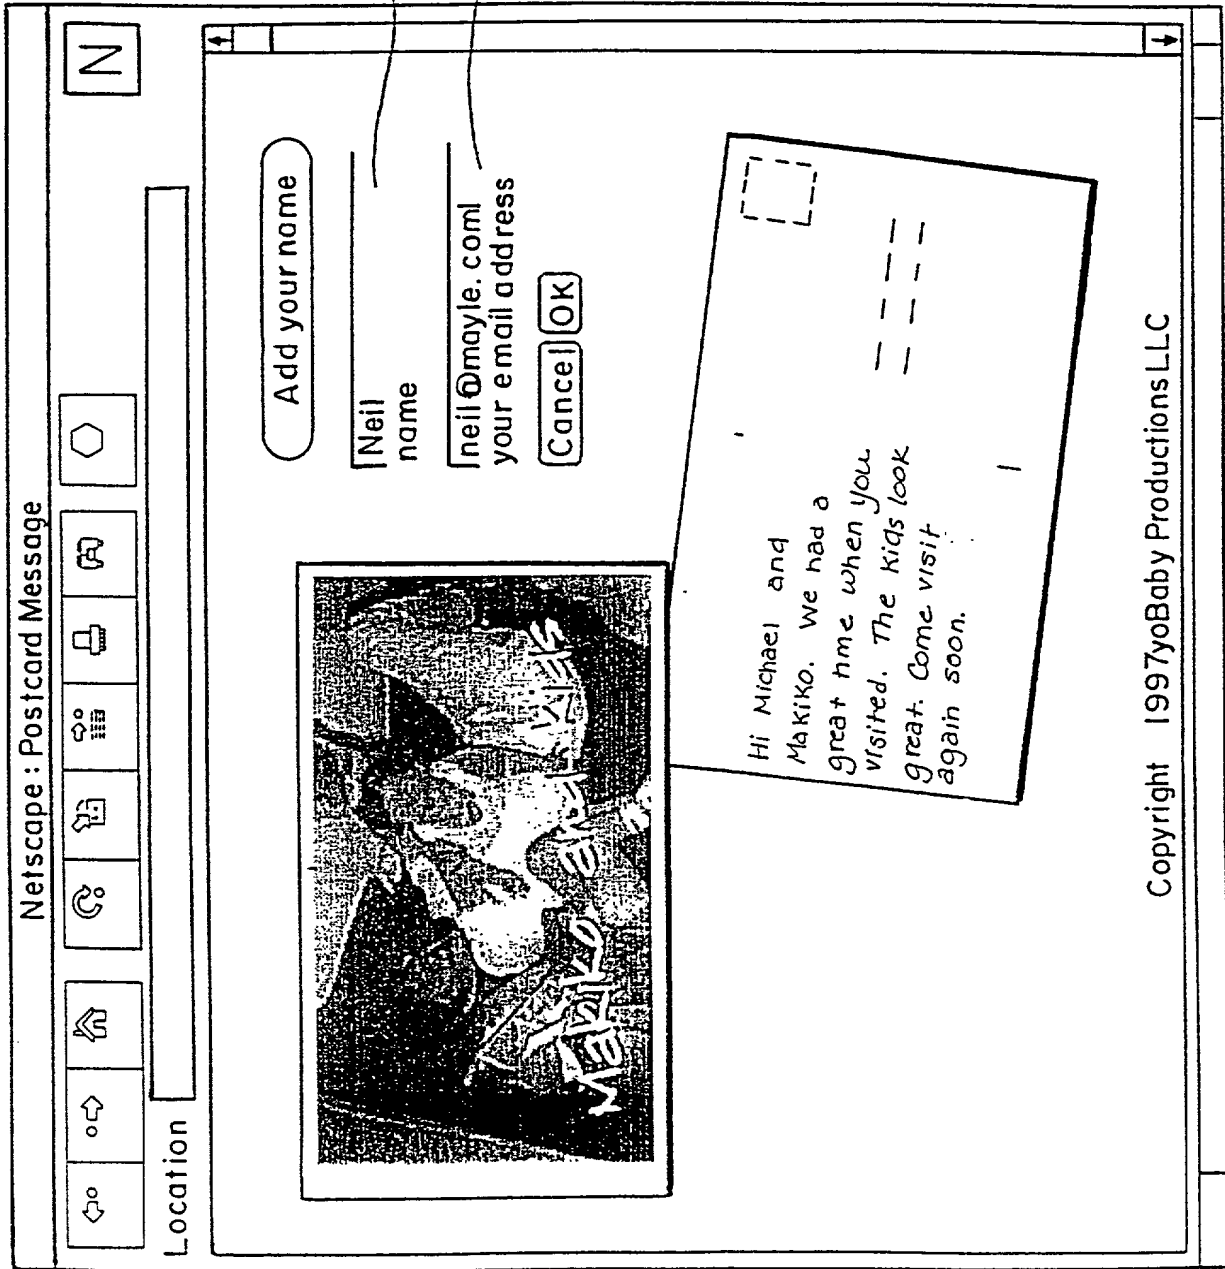 Netscape: Postcard Message
N
Location
Add your name
Neil
name
neil@mayle.com
your email address
Cancel OK
Hi Michael and
Makiko. We had a
great time when you
visited. The kids look
great. Come visit
again soon.
Copyright 1997yoBaby Productions LLC